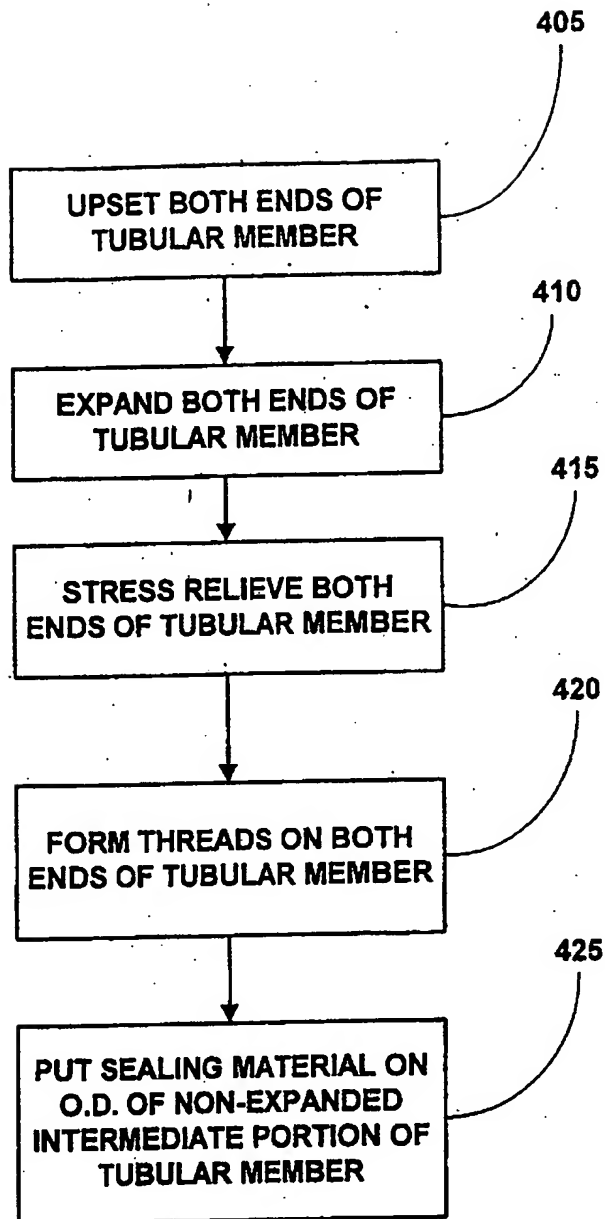 405
UPSET BOTH ENDS OF
TUBULAR MEMBER
410
EXPAND BOTH ENDS OF
TUBULAR MEMBER
415
STRESS RELIEVE BOTH
ENDS OF TUBULAR MEMBER
420
FORM THREADS ON BOTH
ENDS OF TUBULAR MEMBER
425
PUT SEALING MATERIAL ON
O.D. OF NON-EXPANDED
INTERMEDIATE PORTION OF
TUBULAR MEMBER